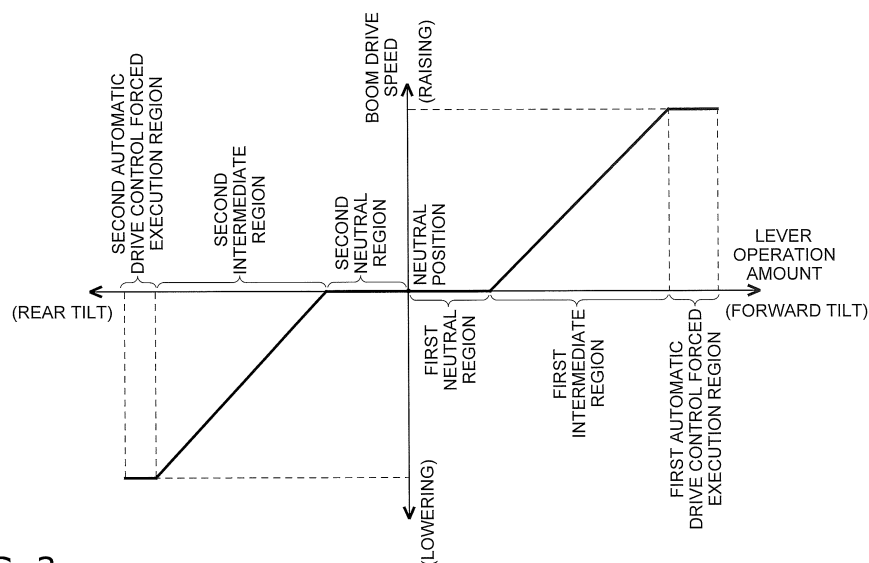 BOOM DRIVE
SPEED
(RAISING)
SECOND AUTOMATIC
DRIVE CONTROL FORCED
EXECUTION REGION
SECOND
INTERMEDIATE
REGION
SECOND
NEUTRAL
REGION
NEUTRAL
POSITION
LEVER
OPERATION
AMOUNT
(REAR TILT)
(FORWARD TILT)
FIRST
NEUTRAL
REGION
FIRST
INTERMEDIATE
REGION
FIRST AUTOMATIC
DRIVE CONTROL FORCED
EXECUTION REGION
(LOWERING)